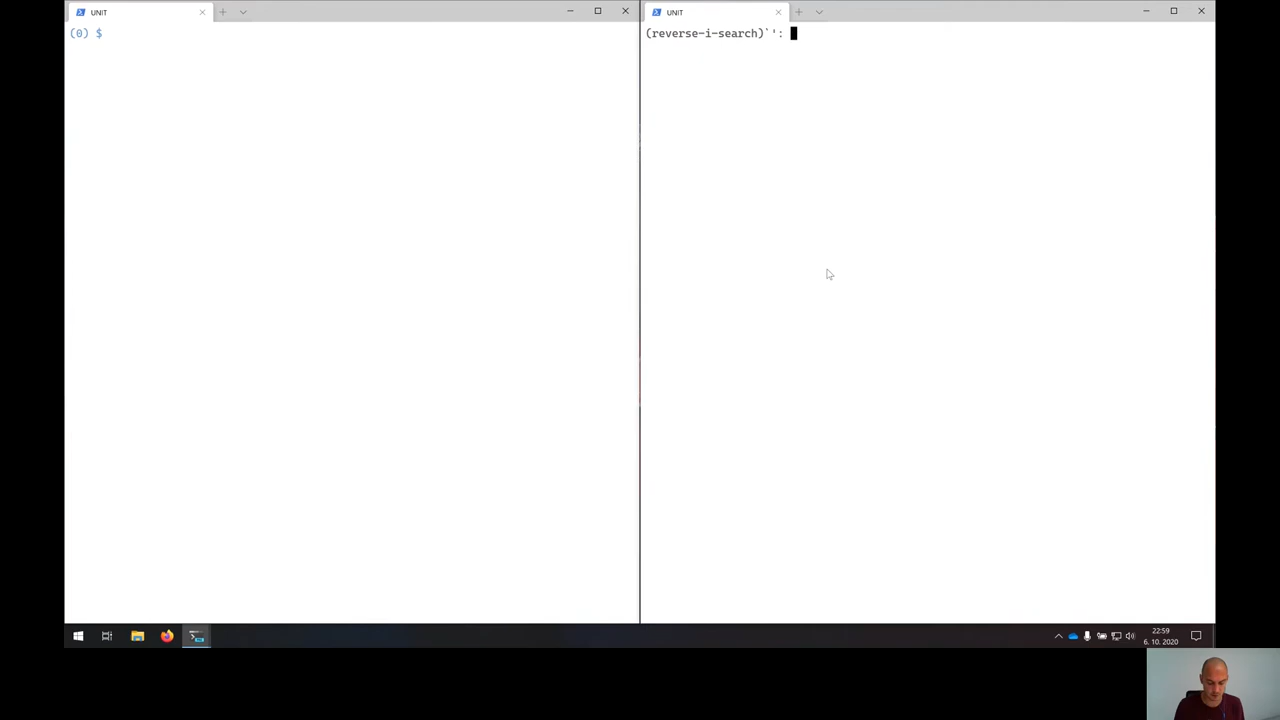 UNIT
(0) $
UNIT
(reverse-i-search)`':
22:59
6. 10. 2020